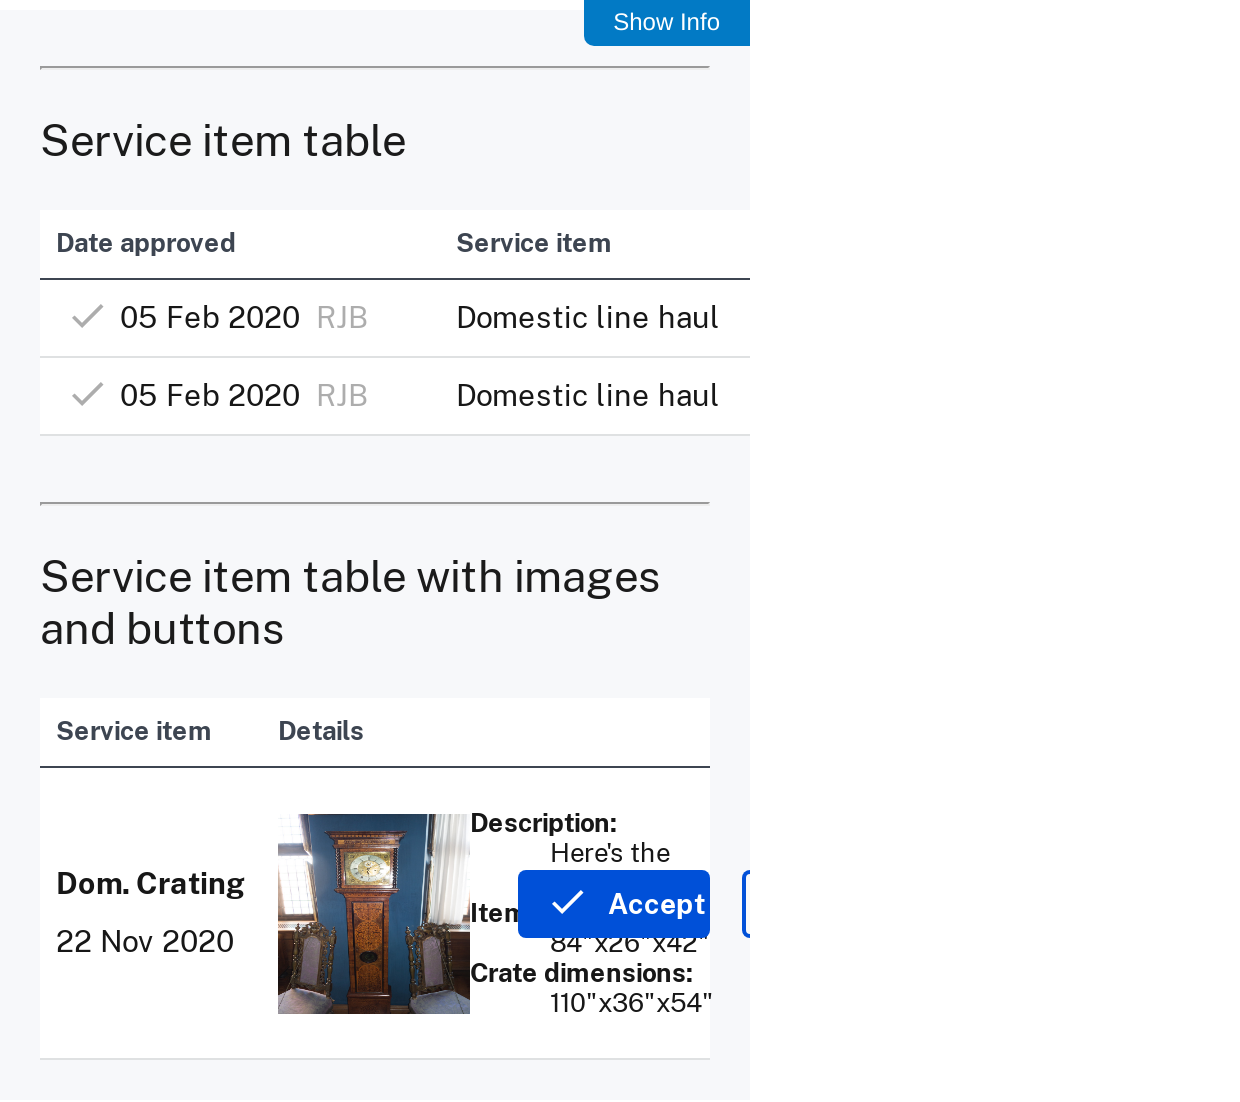 Show Info
Service item table
Date approved Service item
05 Feb 2020 RJB Domestic line haul
05 Feb 2020 RJB Domestic line haul
Service item table with images
and buttons
Service item Details
Dom. Crating
22 Nov 2020
Description:
Here's the
Accept
84"x26"x42"
Crate dimensions:
110"x36"x54"